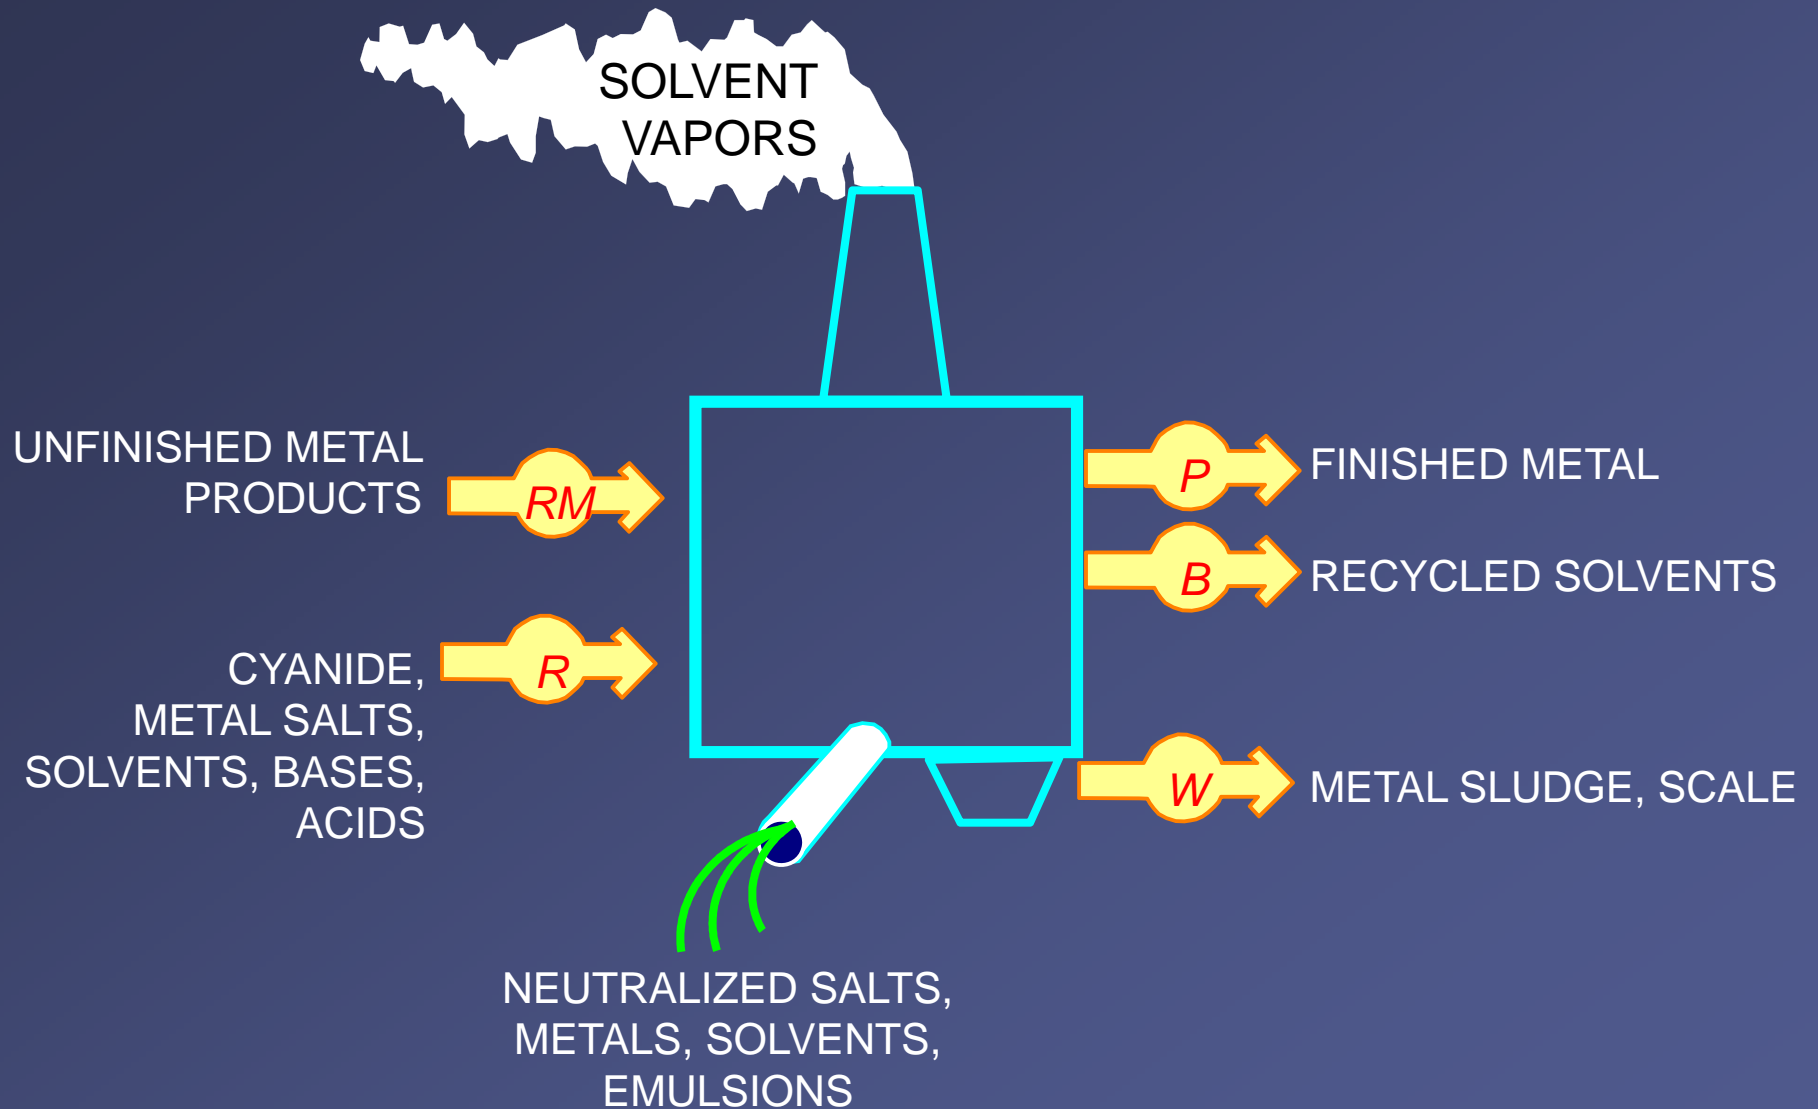 SOLVENT
VAPORS
UNFINISHED METAL
PRODUCTS
RM
CYANIDE,
METAL SALTS,
SOLVENTS, BASES,
ACIDS
R
P
FINISHED METAL
B
RECYCLED SOLVENTS
W
METAL SLUDGE, SCALE
NEUTRALIZED SALTS,
METALS, SOLVENTS,
EMULSIONS